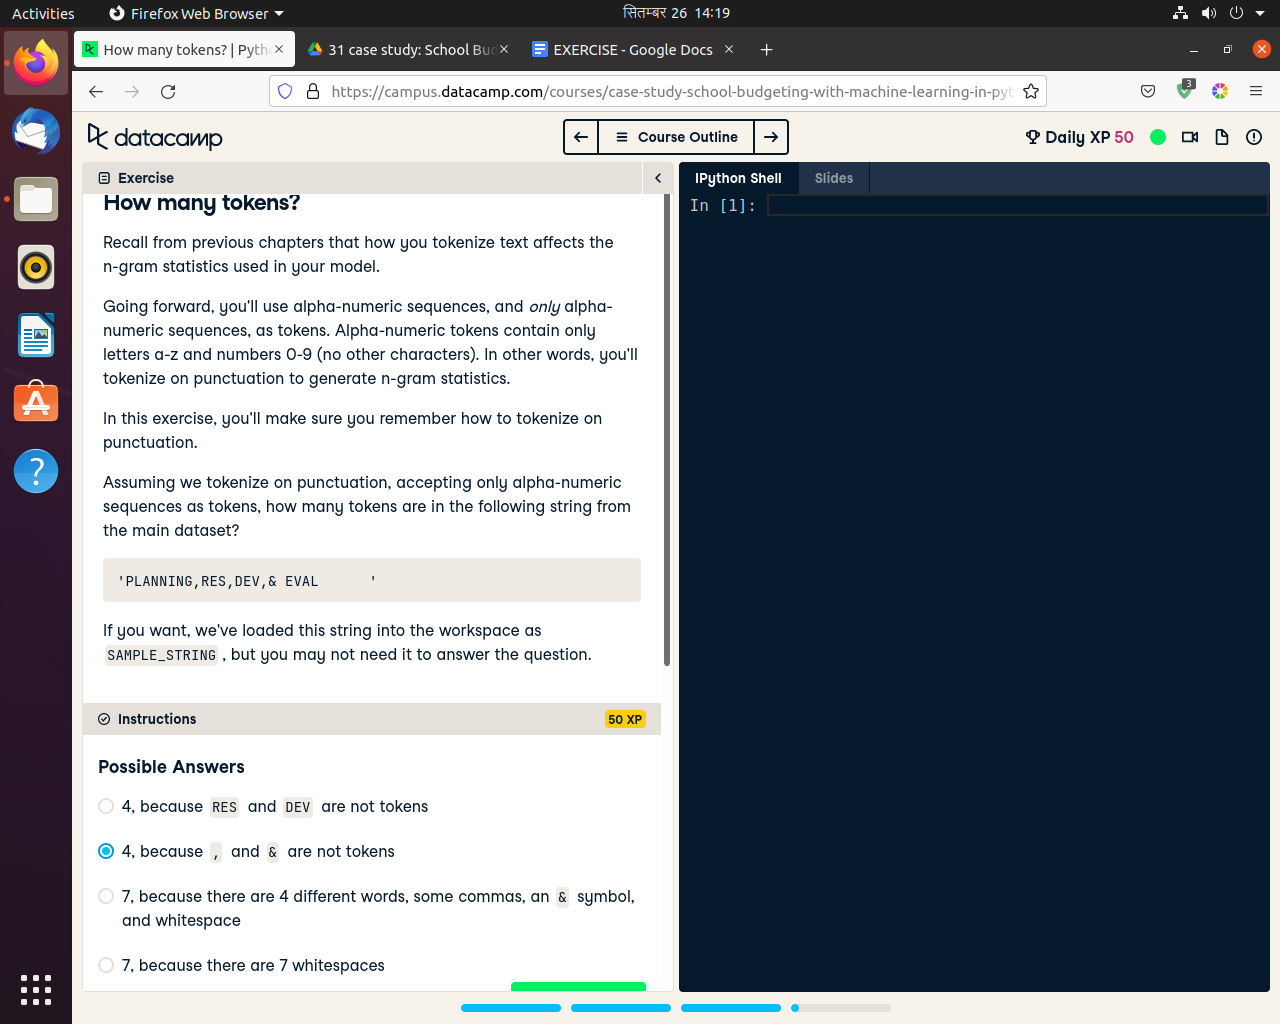 Activities
Firefox Web Browser
सितम्बर 26 14:19
How many tokens? | Pyth
31 case study: School Bud
EXERCISE - Google Docs
https://campus.datacamp.com/courses/case-study-school-budgeting-with-machine-learning-in-pyt
3
datacamp
Course Outline
Daily XP 50
Exercise
How many tokens?
Recall from previous chapters that how you tokenize text affects the
n-gram statistics used in your model.
Going forward, you'll use alpha-numeric sequences, and only alpha-
numeric sequences, as tokens. Alpha-numeric tokens contain only
letters a-z and numbers 0-9 (no other characters). In other words, you'll
tokenize on punctuation to generate n-gram statistics.
In this exercise, you'll make sure you remember how to tokenize on
punctuation.
Assuming we tokenize on punctuation, accepting only alpha-numeric
sequences as tokens, how many tokens are in the following string from
the main dataset?
'PLANNING,RES,DEV,& EVAL      '
If you want, we've loaded this string into the workspace as
SAMPLE_STRING , but you may not need it to answer the question.
Instructions
50 XP
Possible Answers
4, because RES and DEV are not tokens
4, because , and & are not tokens
7, because there are 4 different words, some commas, an & symbol,
and whitespace
7, because there are 7 whitespaces
IPython Shell
Slides
In [1]: